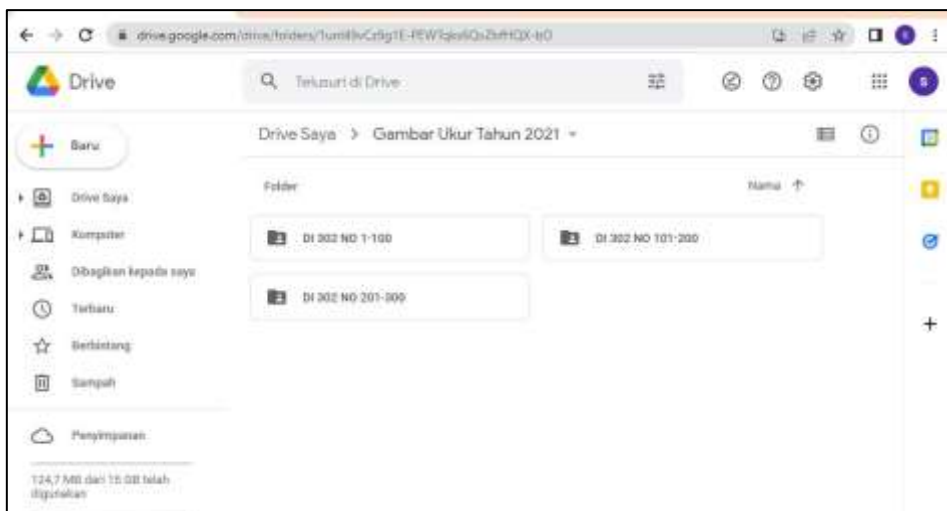 Drive
Telusuri di Drive
S
Baru
Drive Saya > Gambar Ukur Tahun 2021
Drive Saya
Komputer
Dibagikan kepada saya
Terbaru
Berbintang
Sampah
Penyimpanan
124,7 MB dari 15 GB telah
digunakan
Folder
Nama
DI 302 NO 1-100
DI 302 NO 101-200
DI 302 NO 201-300